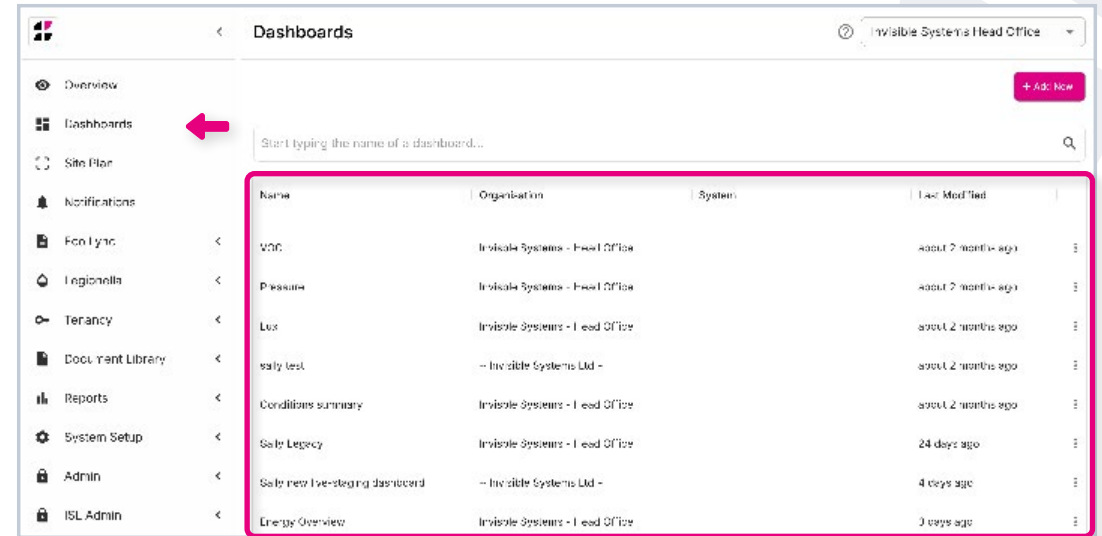 Dashboards
Invisible Systems Head Office
Overview
+ Add New
Dashboards
Start typing the name of a dashboard...
Site Plan
Name Organisation System Last Modified
Notifications
Eco Lync
VOC Invisible Systems - Head Office about 2 months ago
Legionella
Pressure Invisible Systems - Head Office about 2 months ago
Tenancy
Lux Invisible Systems - Head Office about 2 months ago
Document Library
sally test -- Invisible Systems Ltd - about 2 months ago
Reports
Conditions summary Invisible Systems - Head Office about 2 months ago
System Setup
Sally Legacy Invisible Systems - Head Office 24 days ago
Admin
Sally new live-staging dashboard -- Invisible Systems Ltd - 4 days ago
ISL Admin
Energy Overview Invisible Systems - Head Office days ago